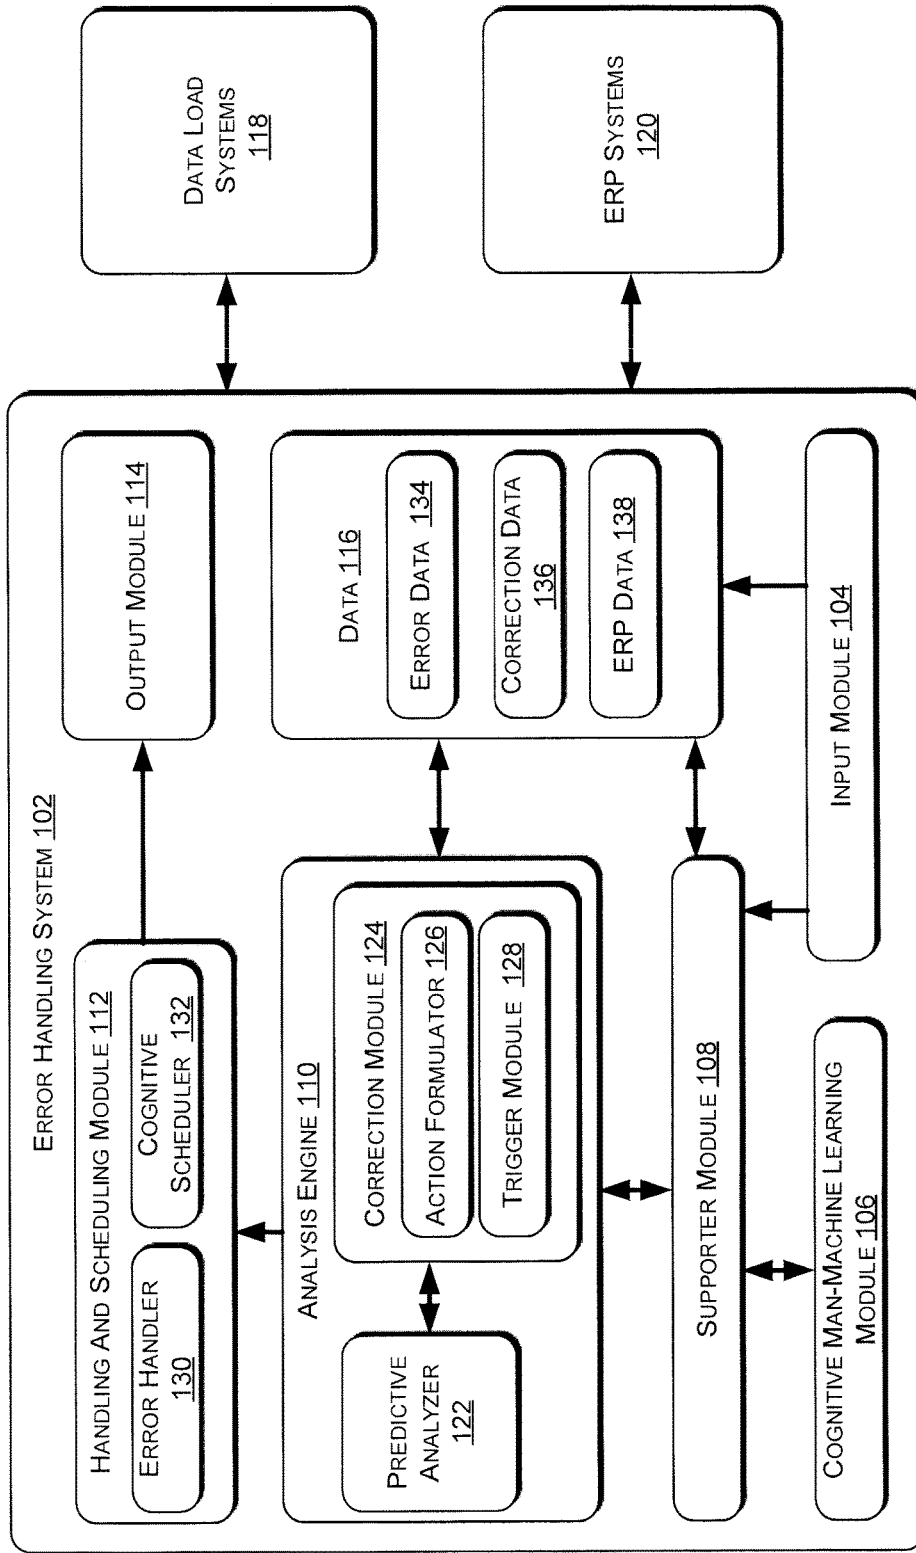 ERROR HANDLING SYSTEM 102
HANDLING AND SCHEDULING MODULE 112
ERROR HANDLER
130
COGNITIVE
SCHEDULER 132
OUTPUT MODULE 114
ANALYSIS ENGINE 110
PREDICTIVE
ANALYZER
122
CORRECTION MODULE 124
ACTION FORMULATOR 126
TRIGGER MODULE 128
DATA 116
ERROR DATA 134
CORRECTION DATA
136
ERP DATA 138
SUPPORTER MODULE 108
COGNITIVE MAN-MACHINE LEARNING
MODULE 106
INPUT MODULE 104
DATA LOAD
SYSTEMS
118
ERP SYSTEMS
120